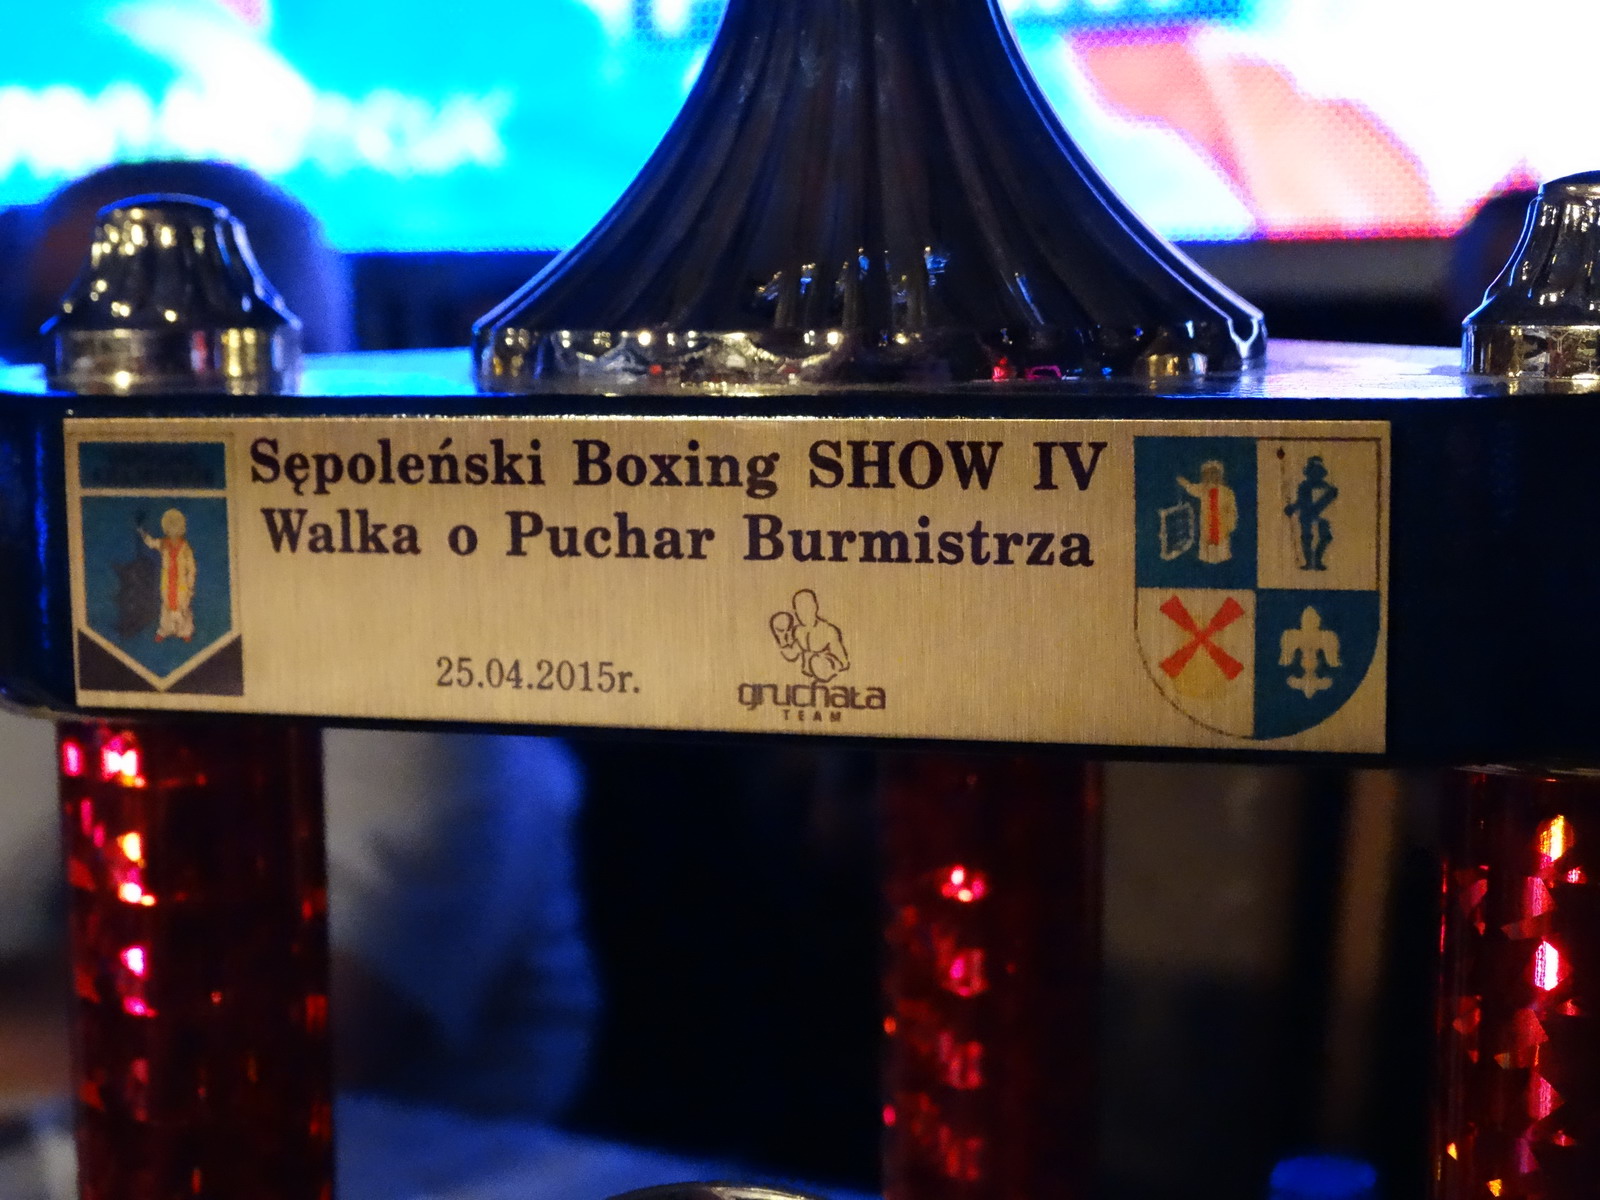 Sępoleński Boxing SHOW IV
Walka o Puchar Burmistrza
25.04.2015r.
gruchała
TEAM